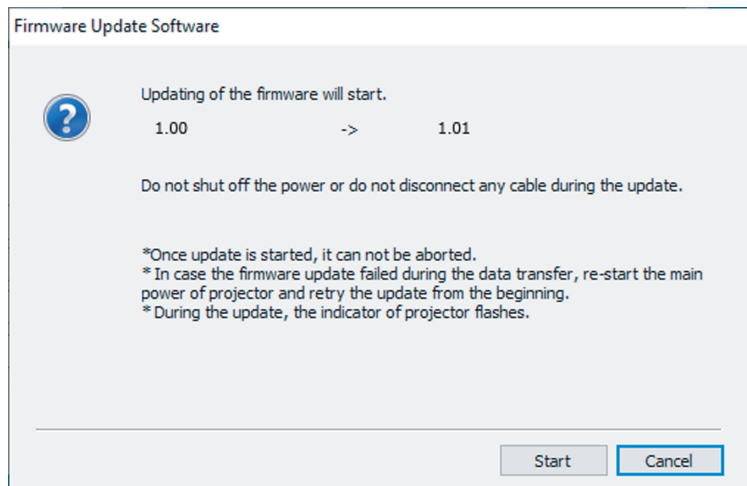 Firmware Update Software
Updating of the firmware will start.
1.00 -> 1.01
Do not shut off the power or do not disconnect any cable during the update.
*Once update is started, it can not be aborted.
* In case the firmware update failed during the data transfer, re-start the main
power of projector and retry the update from the beginning.
* During the update, the indicator of projector flashes.
Start Cancel